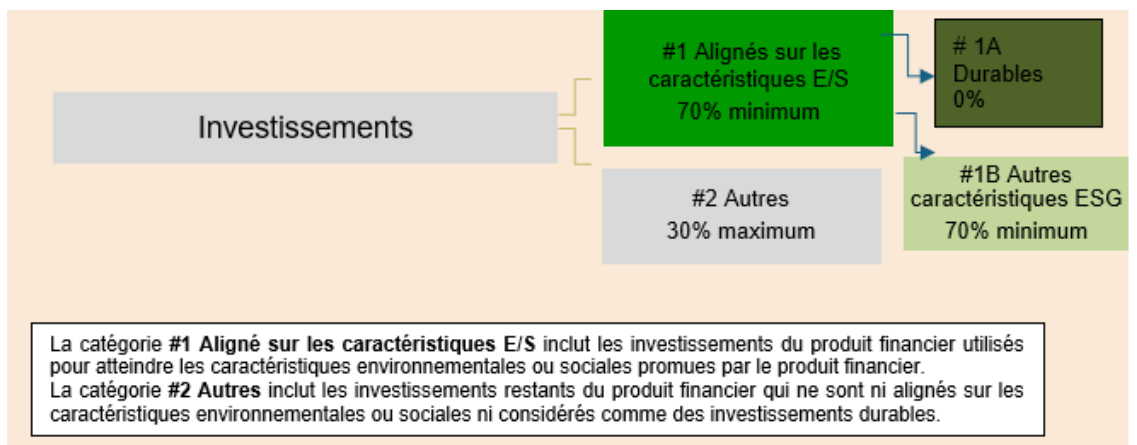 Investissements
#1 Alignés sur les
caractéristiques E/S
70% minimum
# 1A
Durables
0%
#2 Autres
30% maximum
#1B Autres
caractéristiques ESG
70% minimum
La catégorie #1 Aligné sur les caractéristiques E/S inclut les investissements du produit financier utilisés
pour atteindre les caractéristiques environnementales ou sociales promues par le produit financier.
La catégorie #2 Autres inclut les investissements restants du produit financier qui ne sont ni alignés sur les
caractéristiques environnementales ou sociales ni considérés comme des investissements durables.